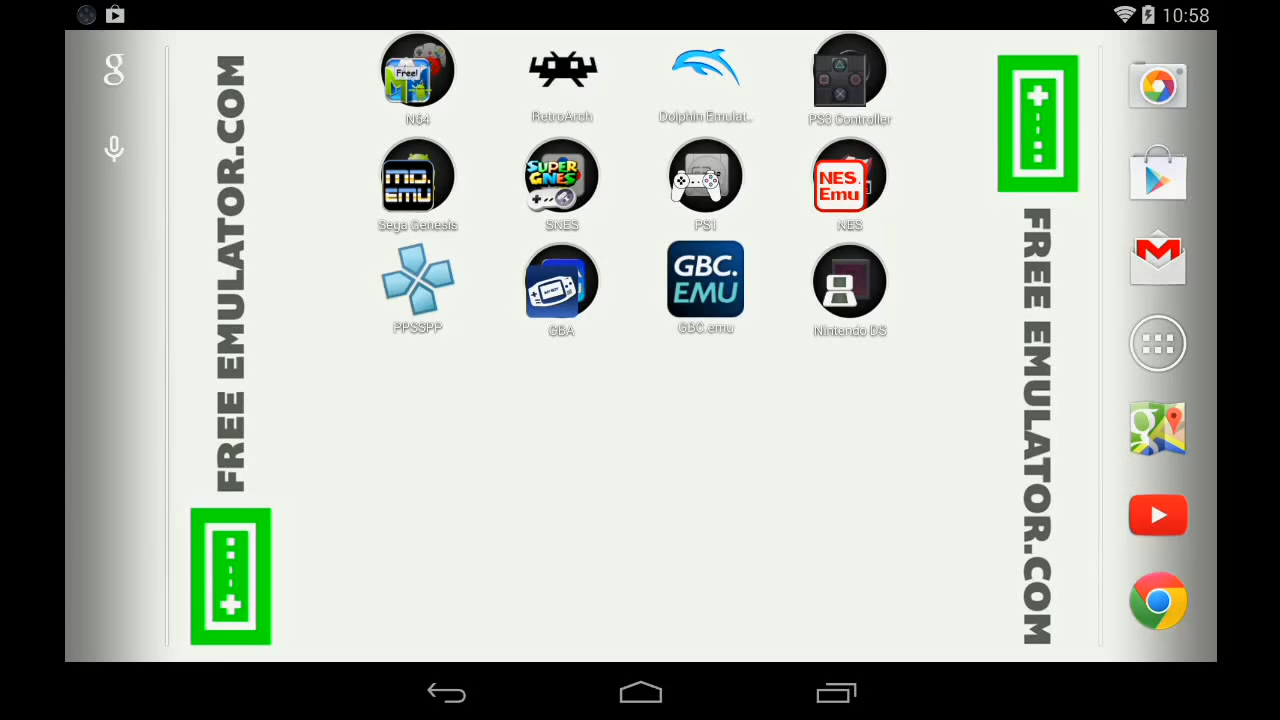 10:58
g
FREE EMULATOR.COM
Free!
N64
RetroArch
Dolphin Emulat..
PS3 Controller
MD.
EMU
Sega Genesis
SUPER
GNES
SNES
PS1
NES.
Emu
NES
PPSSPP
GBA
GBC.
EMU
GBC.emu
Nintendo DS
FREE EMULATOR.COM